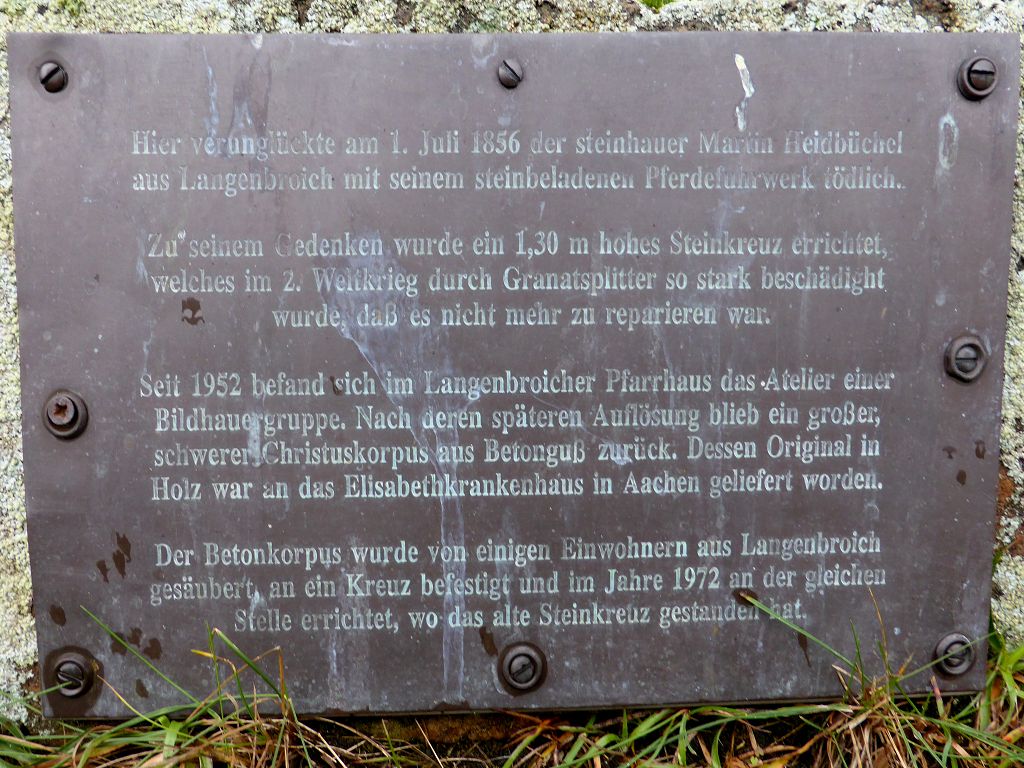 Hier verunglückte am 1. Juli 1856 der steinhauer Martin Heidbüchel
aus Langenbroich mit seinem steinbeladenen Pferdefuhrwerk tödlich.
Zu seinem Gedenken wurde ein 1,30 m hohes Steinkreuz errichtet,
welches im 2. Weltkrieg durch Granatsplitter so stark beschädight
wurde, daß es nicht mehr zu reparieren war.
Seit 1952 befand sich im Langenbroicher Pfarrhaus das Atelier einer
Bildhauergruppe. Nach deren späteren Auflösung blieb ein großer,
schwerer Christuskorpus aus Betonguß zurück. Dessen Original in
Holz war an das Elisabethkrankenhaus in Aachen geliefert worden.
Der Betonkorpus wurde von einigen Einwohnern aus Langenbroich
gesäubert, an ein Kreuz befestigt und im Jahre 1972 an der gleichen
Stelle errichtet, wo das alte Steinkreuz gestanden hat.